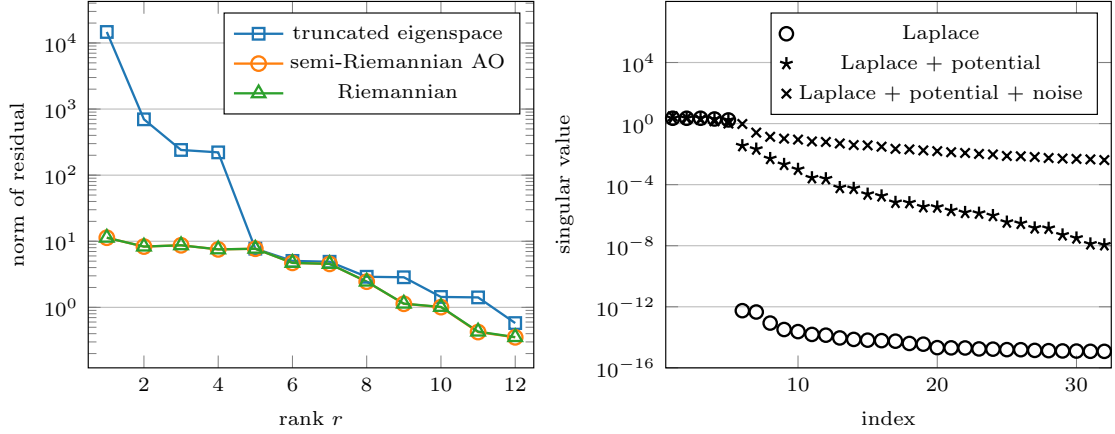 10^4
10^3
10^2
10^1
10^0
2
4
6
8
10
12
rank r
norm of residual
truncated eigenspace
semi-Riemannian AO
Riemannian
10^4
10^0
10^−4
10^−8
10^−12
10^−16
10
20
30
index
singular value
Laplace
Laplace + potential
Laplace + potential + noise